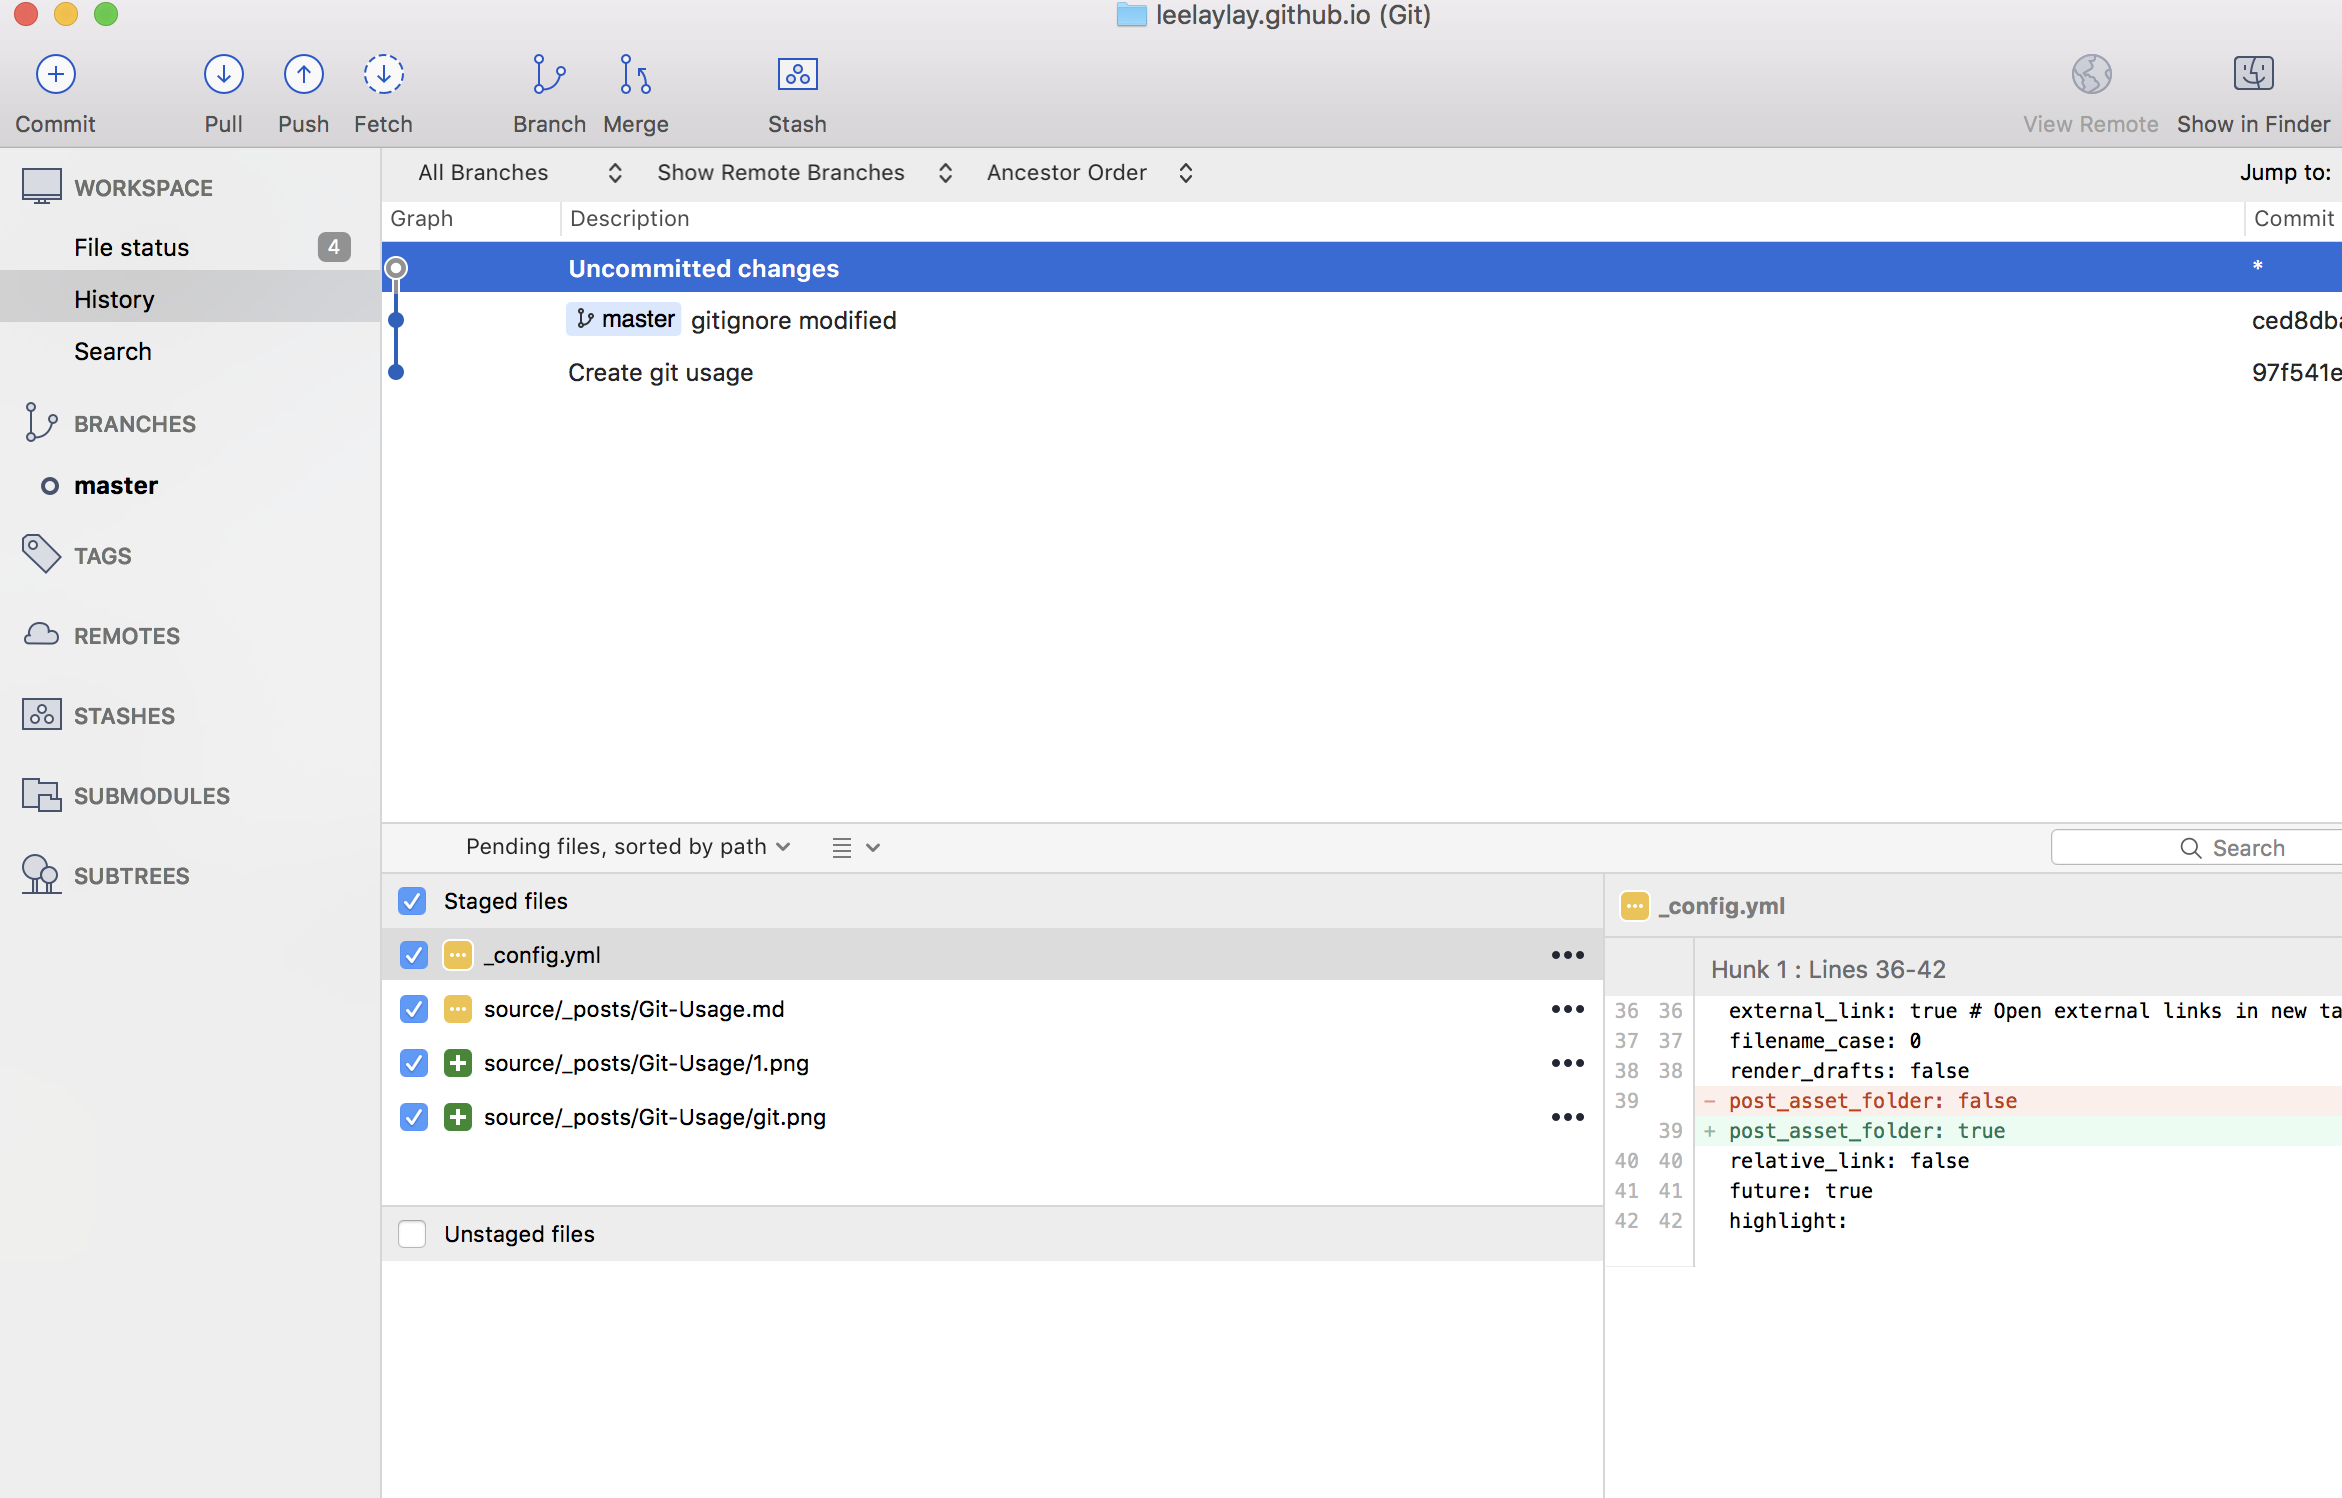 leelaylay.github.io (Git)
Commit Pull Push Fetch Branch Merge Stash View Remote Show in Finder
WORKSPACE
File status 4
History
Search
BRANCHES
master
TAGS
REMOTES
STASHES
SUBMODULES
SUBTREES
All Branches Show Remote Branches Ancestor Order Jump to:
Graph Description Commit
Uncommitted changes *
master gitignore modified ced8dba
Create git usage 97f541e
Pending files, sorted by path Search
Staged files
_config.yml
source/_posts/Git-Usage.md
source/_posts/Git-Usage/1.png
source/_posts/Git-Usage/git.png
Unstaged files
_config.yml
Hunk 1 : Lines 36-42
36 36 external_link: true # Open external links in new ta
37 37 filename_case: 0
38 38 render_drafts: false
39 - post_asset_folder: false
39 + post_asset_folder: true
40 40 relative_link: false
41 41 future: true
42 42 highlight: